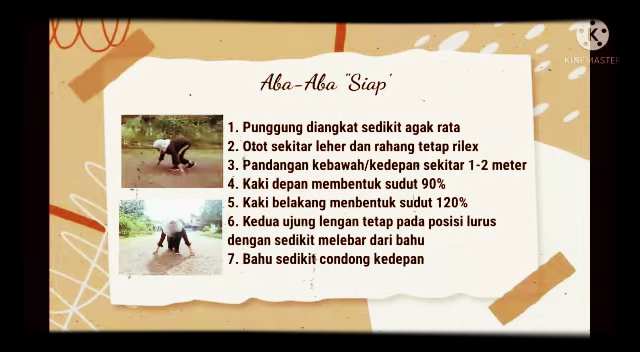 KINEMASTER
Aba-Aba "Siap"
1. Punggung diangkat sedikit agak rata
2. Otot sekitar leher dan rahang tetap rilex
3. Pandangan kebawah/kedepan sekitar 1-2 meter
4. Kaki depan membentuk sudut 90%
5. Kaki belakang menbentuk sudut 120%
6. Kedua ujung lengan tetap pada posisi lurus
dengan sedikit melebar dari bahu
7. Bahu sedikit condong kedepan